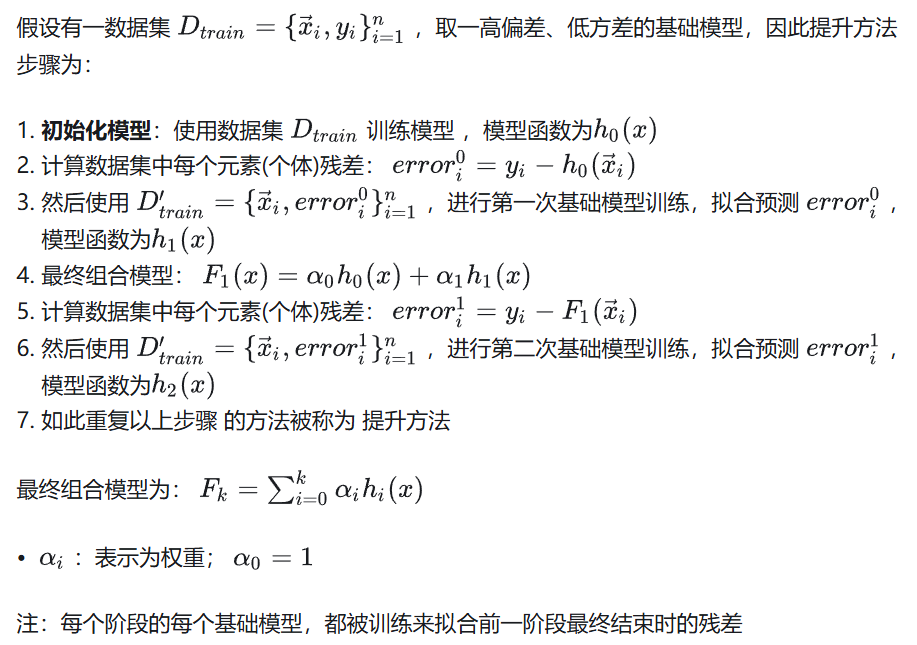 假设有一数据集 $D_{train} = \{\vec{x}_i, y_i\}_{i=1}^n$ ，取一高偏差、低方差的基础模型，因此提升方法
步骤为：
1. 初始化模型：使用数据集 $D_{train}$ 训练模型 ，模型函数为$h_0(x)$
2. 计算数据集中每个元素(个体)残差： $error_i^0 = y_i - h_0(\vec{x}_i)$
3. 然后使用 $D'_{train} = \{\vec{x}_i, error_i^0\}_{i=1}^n$ ，进行第一次基础模型训练，拟合预测 $error_i^0$ ，
模型函数为$h_1(x)$
4. 最终组合模型： $F_1(x) = \alpha_0 h_0(x) + \alpha_1 h_1(x)$
5. 计算数据集中每个元素(个体)残差： $error_i^1 = y_i - F_1(\vec{x}_i)$
6. 然后使用 $D'_{train} = \{\vec{x}_i, error_i^1\}_{i=1}^n$ ，进行第二次基础模型训练，拟合预测 $error_i^1$ ，
模型函数为$h_2(x)$
7. 如此重复以上步骤 的方法被称为 提升方法
最终组合模型为： $F_k = \sum_{i=0}^k \alpha_i h_i(x)$
• $\alpha_i$ ：表示为权重； $\alpha_0 = 1$
注：每个阶段的每个基础模型，都被训练来拟合前一阶段最终结束时的残差